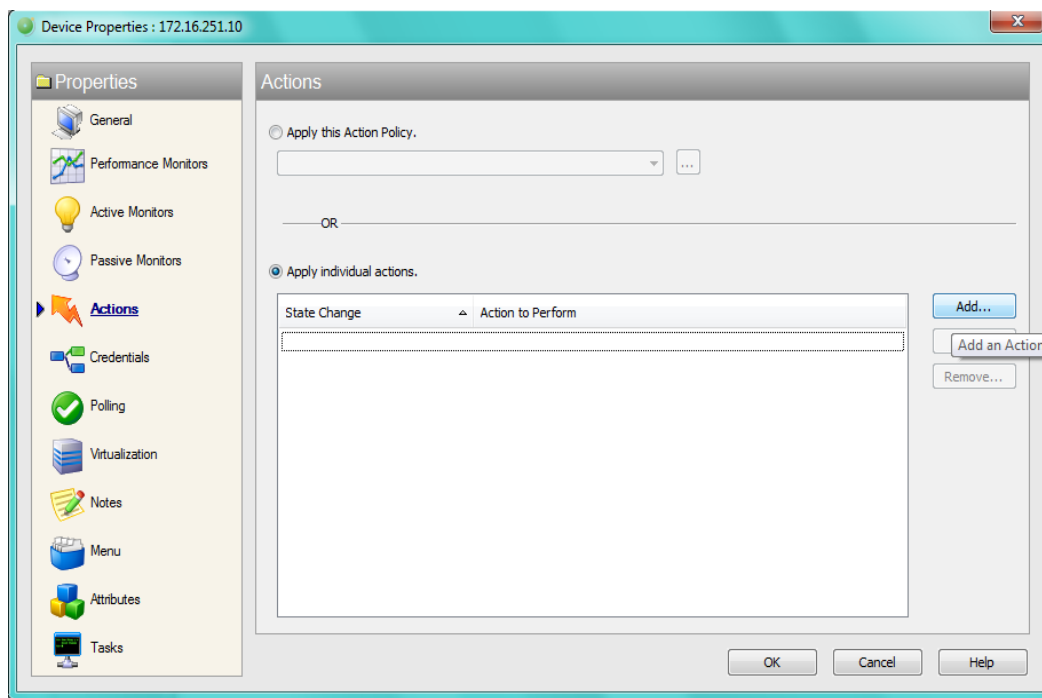 Device Properties : 172.16.251.10
Properties
General
Performance Monitors
Active Monitors
Passive Monitors
Actions
Credentials
Polling
Virtualization
Notes
Menu
Attributes
Tasks
Actions
Apply this Action Policy.
...
OR
Apply individual actions.
State Change
Action to Perform
Add...
Add an Action
Remove...
OK
Cancel
Help